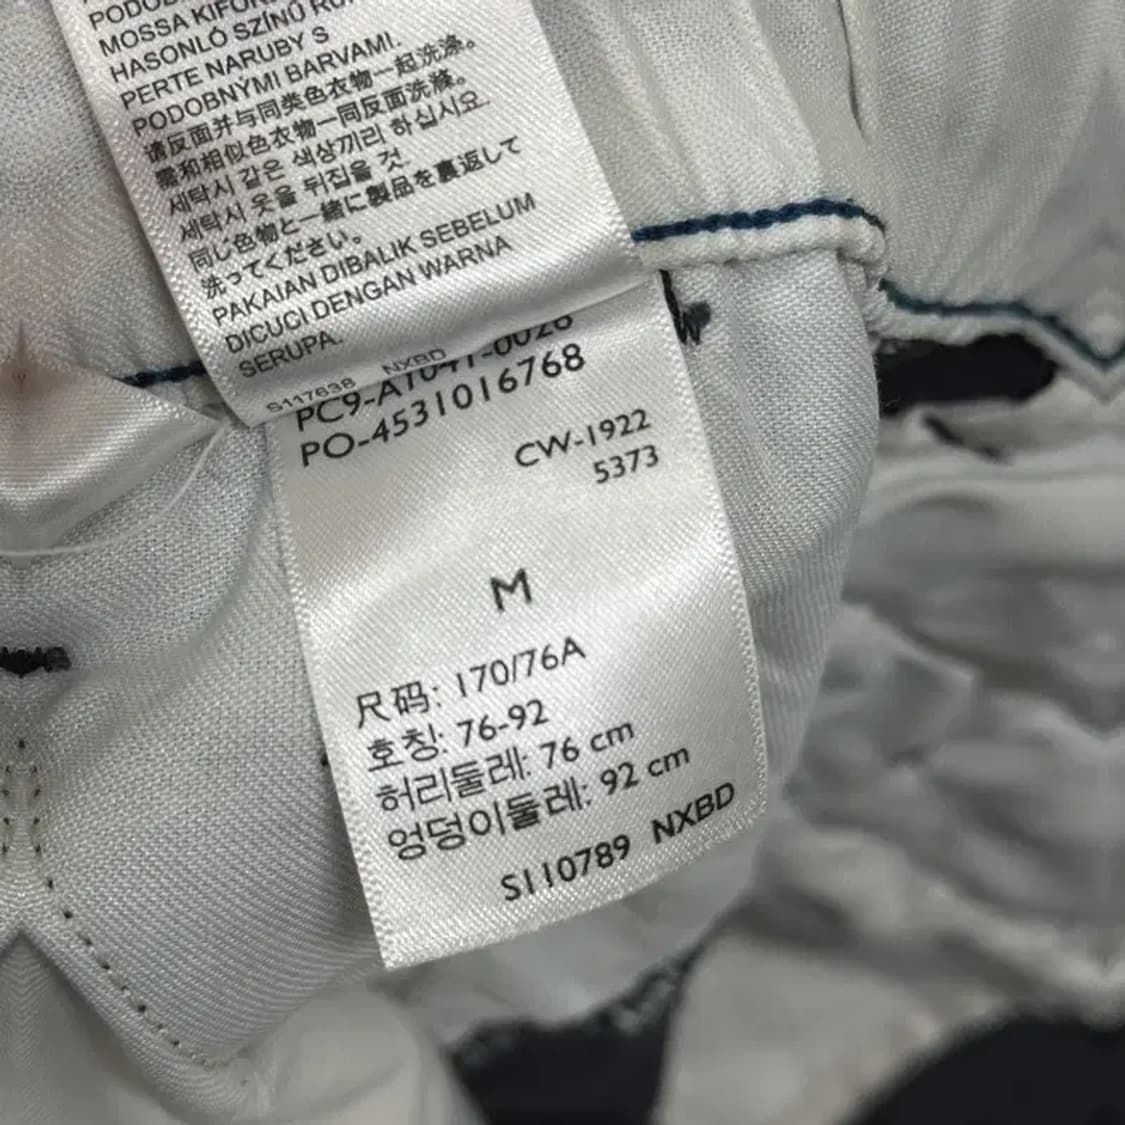 MOSSA KIFOR
HASONLÓ SZÍNŰ RU
PERTE NARUBY S
PODOBNÝMI BARVAMI.
请反面并与同类色衣物一起洗涤。
需和相似色衣物一同反面洗滌。
세탁시 같은 색상끼리 하십시요.
세탁시 옷을 뒤집을 것.
同じ色物と一緒に製品を裏返して
洗ってください。
PAKAIAN DIBALIK SEBELUM
DICUCI DENGAN WARNA
SERUPA.
S117638 NXBD
PC9-A1041-0028
PO-4531016768
CW-1922
5373
M
尺码: 170/76A
호칭: 76-92
허리둘레: 76 cm
엉덩이둘레: 92 cm
S110789 NXBD